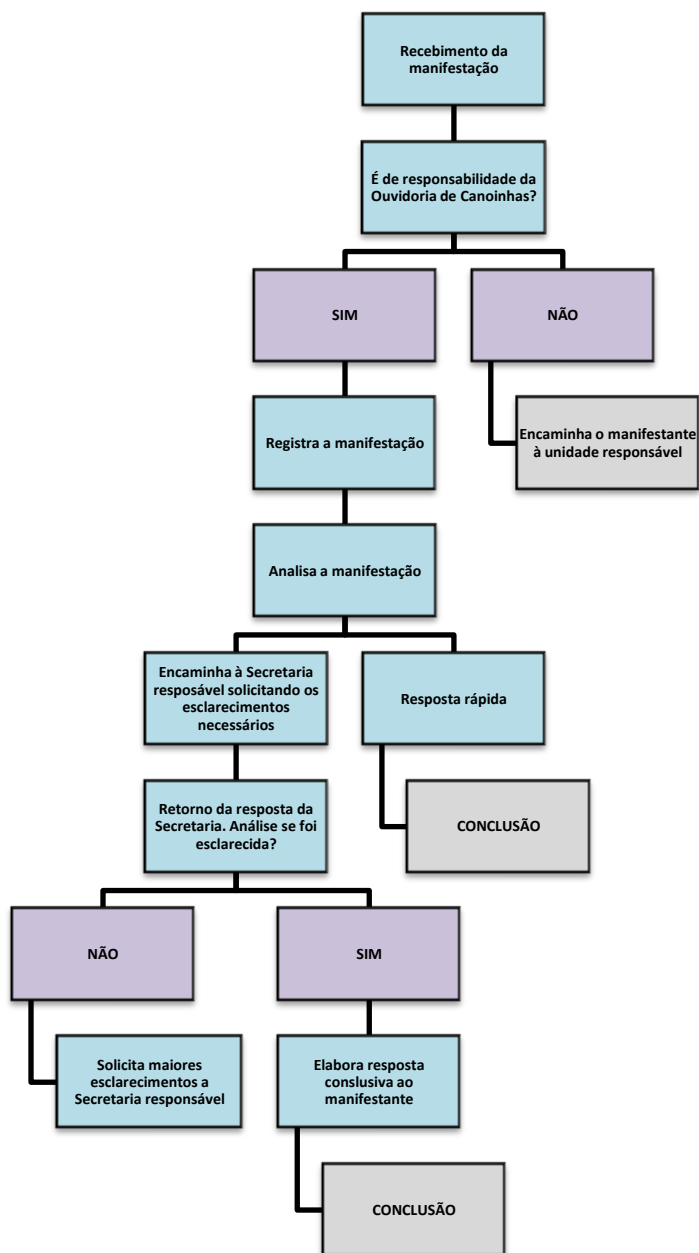 Recebimento da
manifestação
É de responsabilidade da
Ouvidoria de Canoinhas?
SIM
NÃO
Registra a manifestação
Encaminha o manifestante
à unidade responsável
Analisa a manifestação
Encaminha à Secretaria
resposável solicitando os
esclarecimentos
necessários
Resposta rápida
Retorno da resposta da
Secretaria. Análise se foi
esclarecida?
CONCLUSÃO
NÃO
SIM
Solicita maiores
esclarecimentos a
Secretaria responsável
Elabora resposta
conslusiva ao
manifestante
CONCLUSÃO